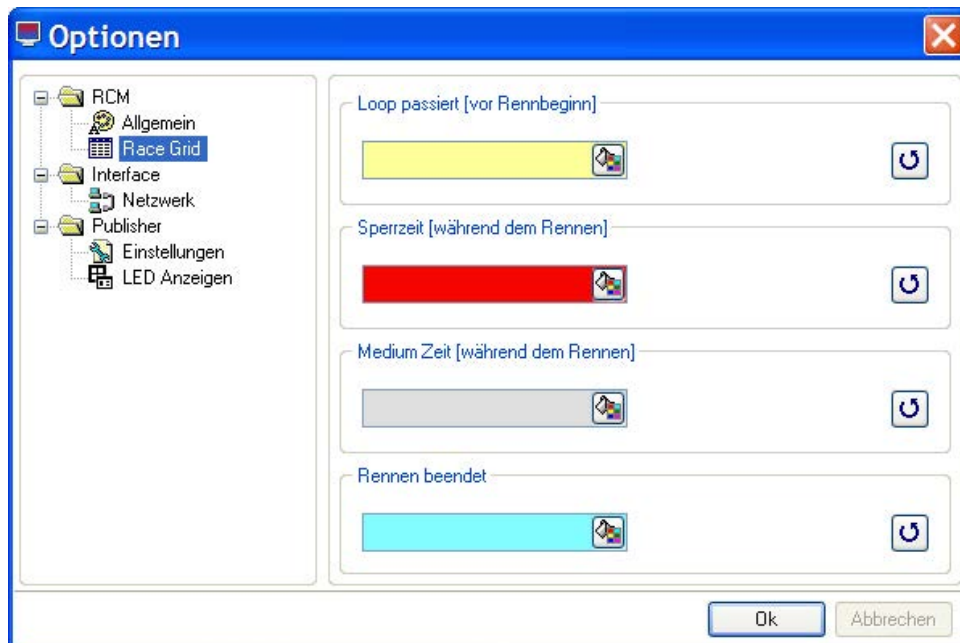 Optionen
RCM
Allgemein
Race Grid
Interface
Netzwerk
Publisher
Einstellungen
LED Anzeigen
Loop passiert [vor Rennbeginn]
Sperrzeit [während dem Rennen]
Medium Zeit [während dem Rennen]
Rennen beendet
Ok
Abbrechen